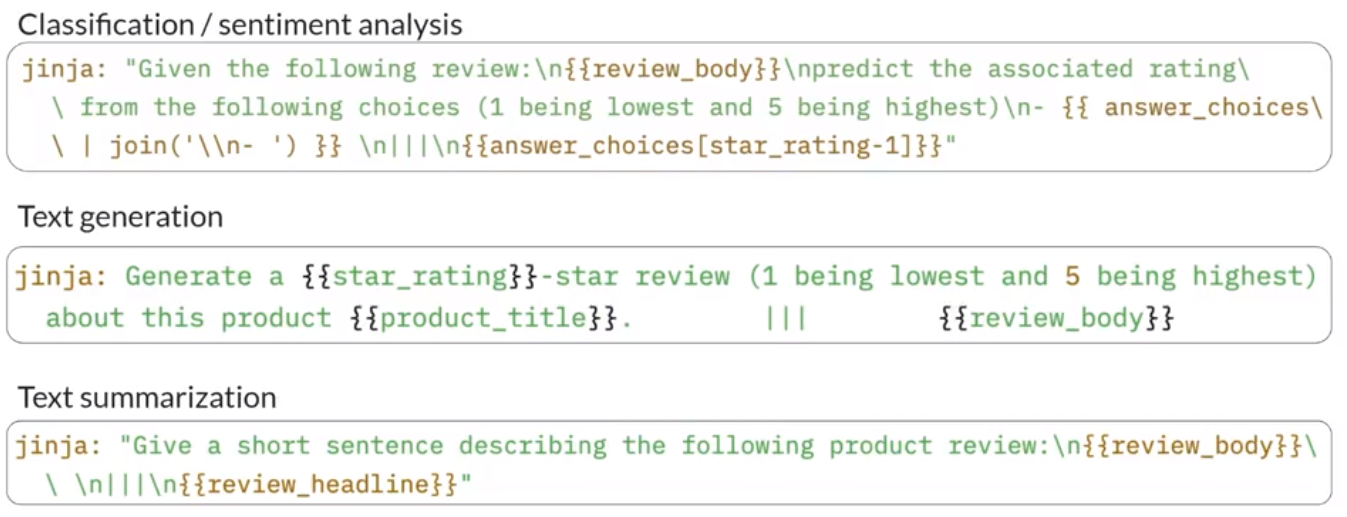 Classification / sentiment analysis
jinja: "Given the following review:\n{{review_body}}\npredict the associated rating\
\ from the following choices (1 being lowest and 5 being highest)\n- {{ answer_choices\
\ | join('\\n- ') }} \n|||\n{{answer_choices[star_rating-1]}}"
Text generation
jinja: Generate a {{star_rating}}-star review (1 being lowest and 5 being highest)
about this product {{product_title}}. ||| {{review_body}}
Text summarization
jinja: "Give a short sentence describing the following product review:\n{{review_body}}\
\ \n|||\n{{review_headline}}"